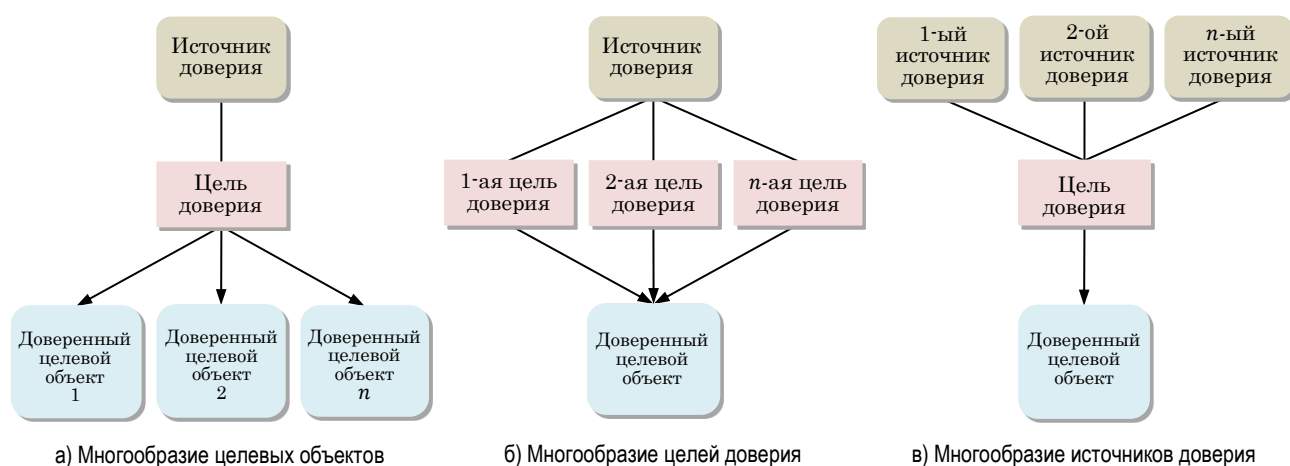 Источник
доверия
Цель
доверия
Доверенный
целевой
объект
1
Доверенный
целевой
объект
2
Доверенный
целевой
объект
n
а) Многообразие целевых объектов
Источник
доверия
1-ая цель
доверия
2-ая цель
доверия
n-ая цель
доверия
Доверенный
целевой
объект
б) Многообразие целей доверия
1-ый
источник
доверия
2-ой
источник
доверия
n-ый
источник
доверия
Цель
доверия
Доверенный
целевой
объект
в) Многообразие источников доверия